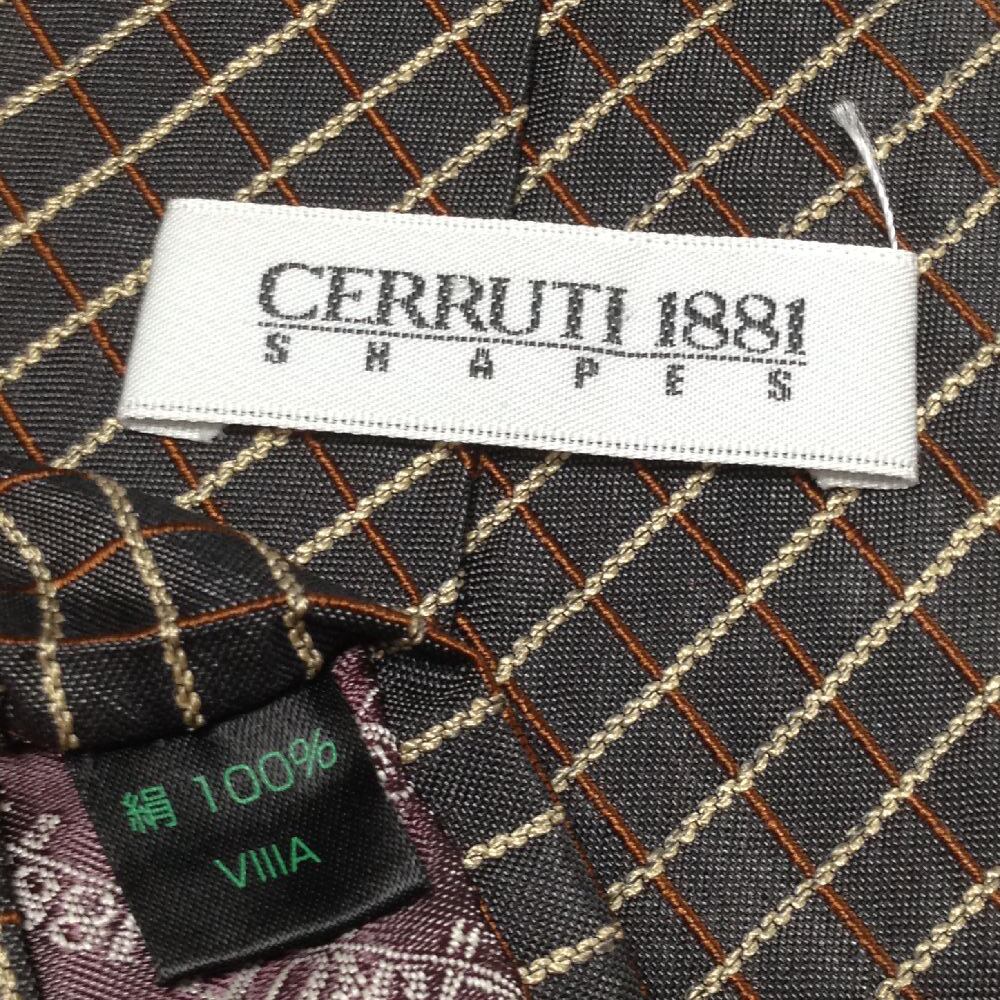 CERRUTI 1881
SHAPES
絹 100%
VIIIA